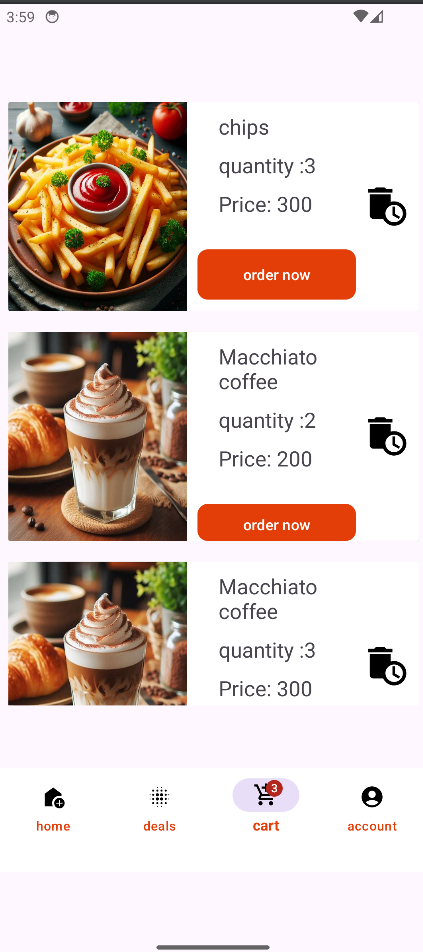 3:59
chips
quantity :3
Price: 300
order now
Macchiato
coffee
quantity :2
Price: 200
order now
Macchiato
coffee
quantity :3
Price: 300
3
home
deals
cart
account